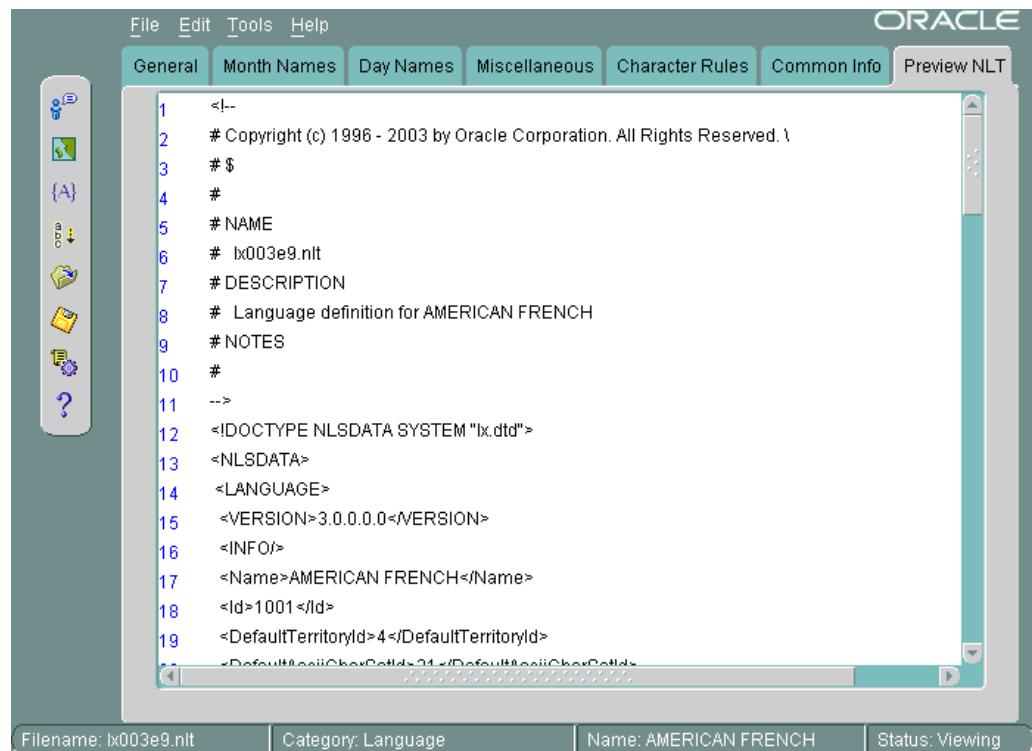 File Edit Tools Help
ORACLE
General Month Names Day Names Miscellaneous Character Rules Common Info Preview NLT
{A}
a
b
c
?
1 <!--
2 # Copyright (c) 1996 - 2003 by Oracle Corporation. All Rights Reserved. \
3 # $
4 #
5 # NAME
6 #   lx003e9.nlt
7 # DESCRIPTION
8 #   Language definition for AMERICAN FRENCH
9 # NOTES
10 #
11 -->
12 <!DOCTYPE NLSDATA SYSTEM "lx.dtd">
13 <NLSDATA>
14 <LANGUAGE>
15 <VERSION>3.0.0.0.0</VERSION>
16 <INFO/>
17 <Name>AMERICAN FRENCH</Name>
18 <Id>1001</Id>
19 <DefaultTerritoryId>4</DefaultTerritoryId>
Filename: lx003e9.nlt Category: Language Name: AMERICAN FRENCH Status: Viewing